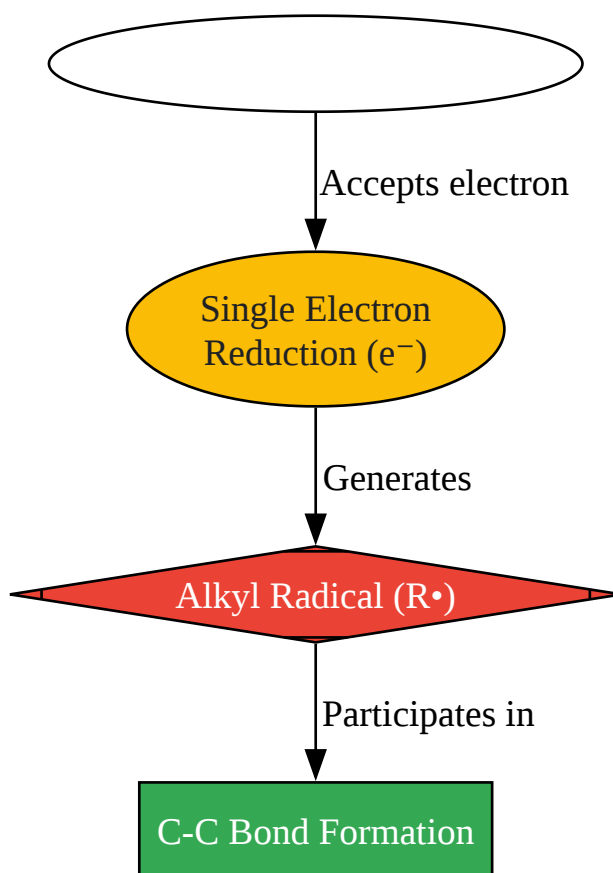 Accepts electron
Single Electron
Reduction (e⁻)
Generates
Alkyl Radical (R•)
Participates in
C-C Bond Formation